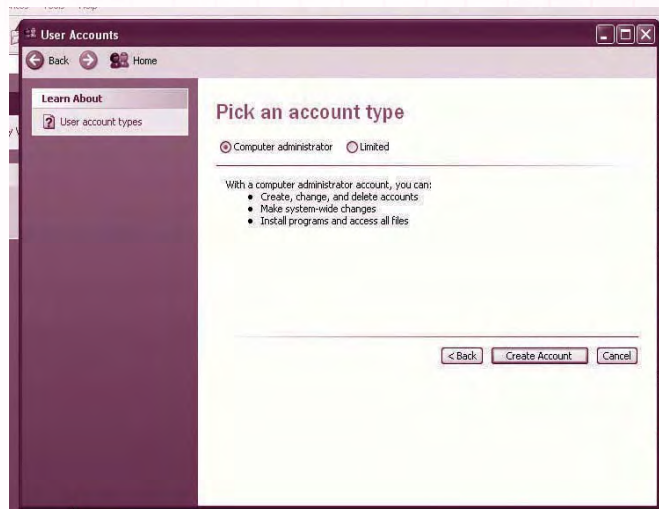 User Accounts
Back Home
Learn About
User account types
Pick an account type
Computer administrator Limited
With a computer administrator account, you can:
• Create, change, and delete accounts
• Make system-wide changes
• Install programs and access all files
< Back Create Account Cancel